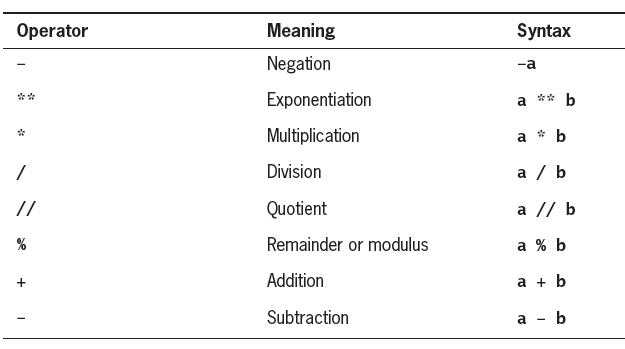 Operator Meaning Syntax
– Negation –a
** Exponentiation a ** b
* Multiplication a * b
/ Division a / b
// Quotient a // b
% Remainder or modulus a % b
+ Addition a + b
– Subtraction a – b